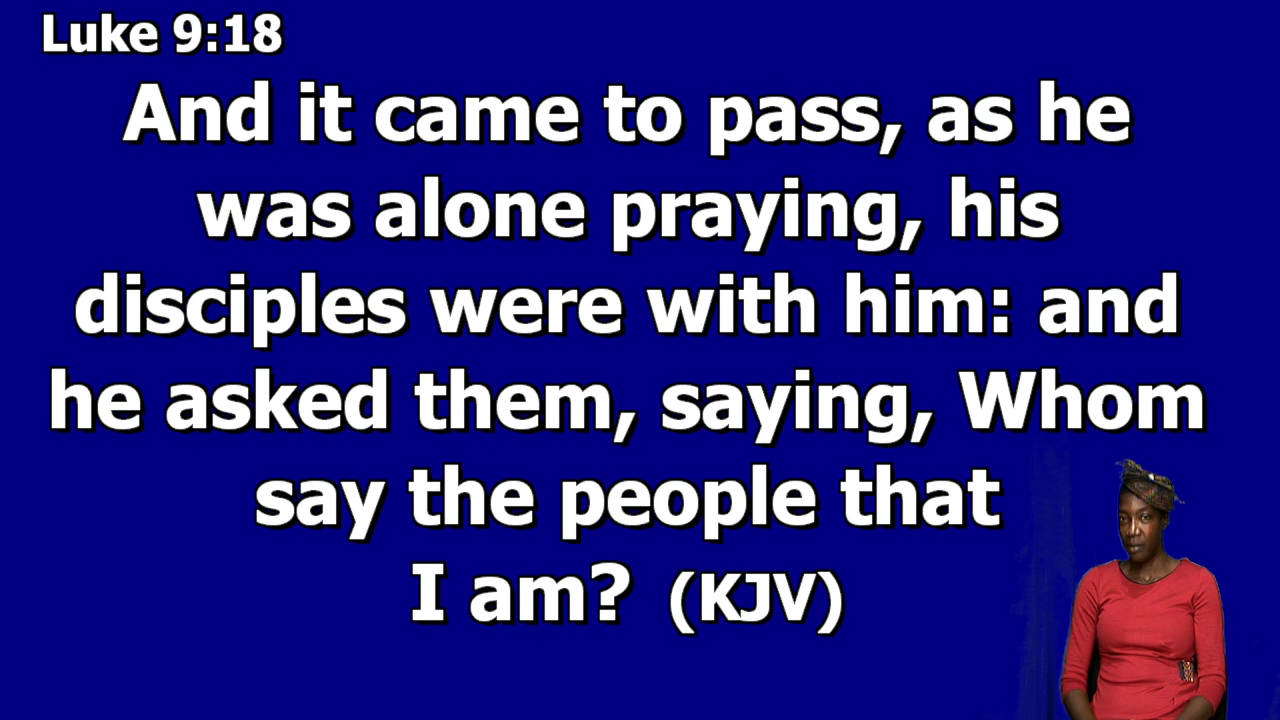 Luke 9:18
And it came to pass, as he
was alone praying, his
disciples were with him: and
he asked them, saying, Whom
say the people that
I am? (KJV)